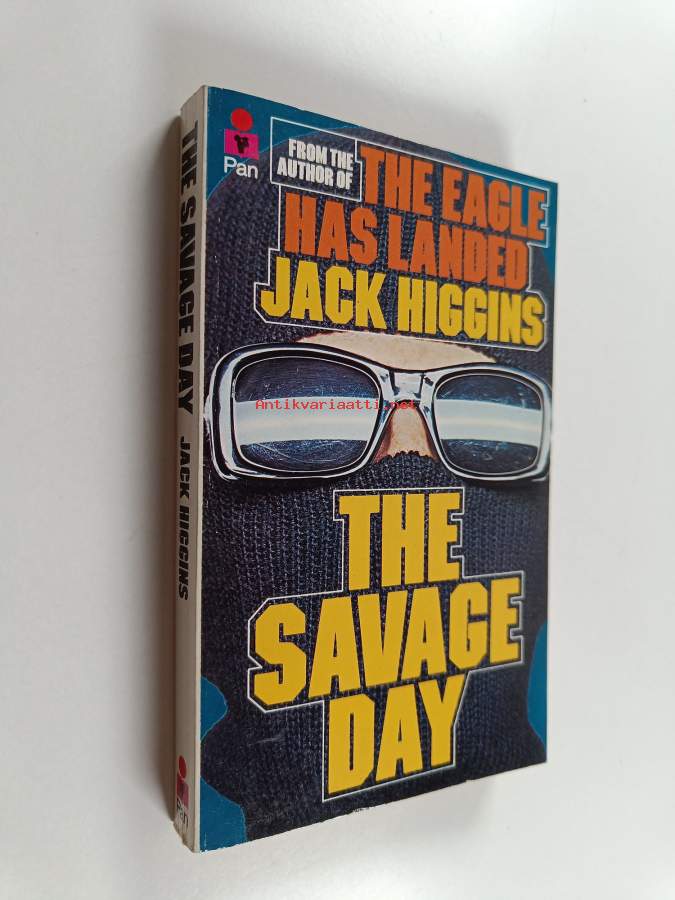 Pan
FROM THE
AUTHOR OF
THE EAGLE
HAS LANDED
JACK HIGGINS
Antikvariaatti.net
THE
SAVAGE
DAY
THE SAVAGE DAY JACK HIGGINS
Pan